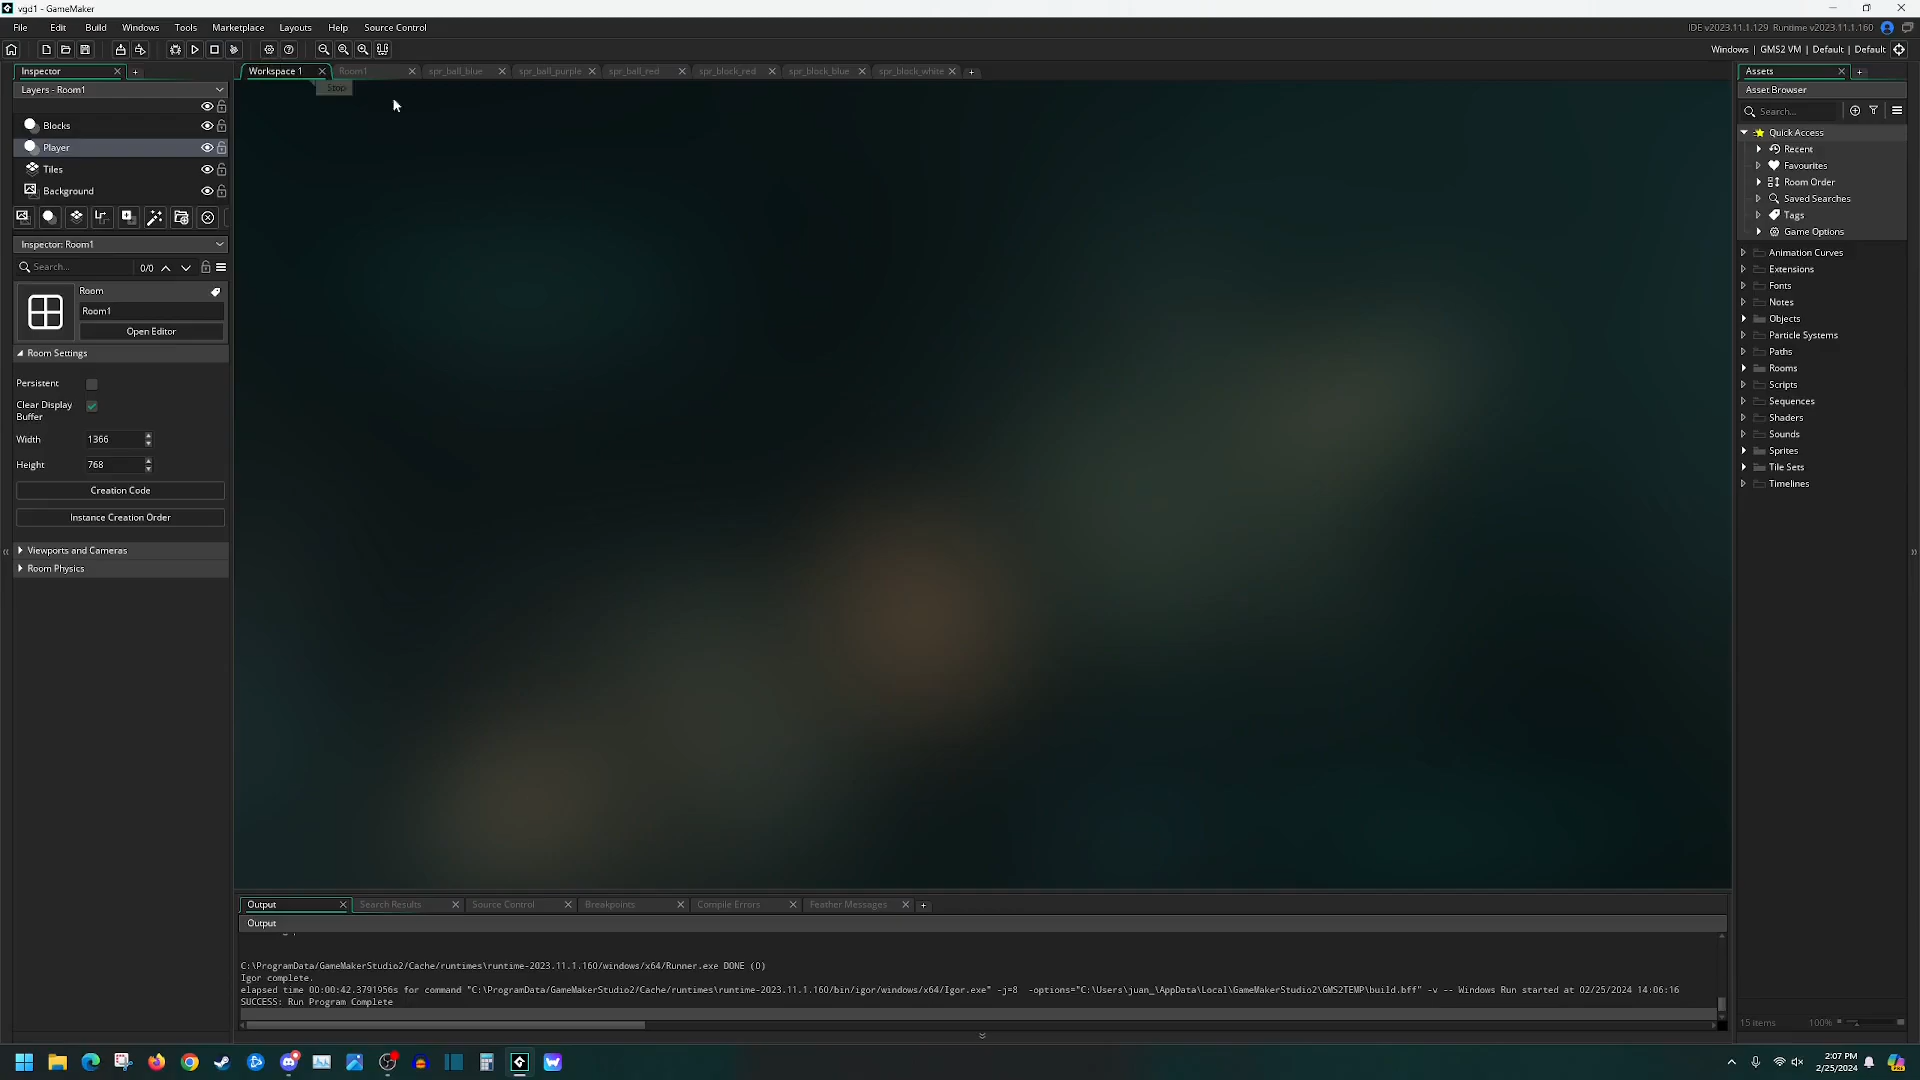 vgd1 - GameMaker
File Edit Build Windows Tools Marketplace Layouts Help Source Control
IDE v2023.11.1.129 Runtime v2023.11.1.160
Windows | GMS2 VM | Default | Default
Inspector
Workspace 1 Room1 spr_ball_blue spr_ball_purple spr_ball_red spr_block_red spr_block_blue spr_block_white
Assets
Layers - Room1
Stop
Asset Browser
Search...
Blocks
Player
Tiles
Background
Quick Access
Recent
Favourites
Room Order
Saved Searches
Tags
Game Options
Inspector: Room1
Search... 0/0
Room
Room1
Open Editor
Room Settings
Persistent
Clear Display
Buffer
Width 1366
Height 768
Creation Code
Instance Creation Order
Viewports and Cameras
Room Physics
Animation Curves
Extensions
Fonts
Notes
Objects
Particle Systems
Paths
Rooms
Scripts
Sequences
Shaders
Sounds
Sprites
Tile Sets
Timelines
Output Search Results Source Control Breakpoints Compile Errors Feather Messages
Output
C:\ProgramData/GameMakerStudio2/Cache/runtimes\runtime-2023.11.1.160/windows/x64/Runner.exe DONE (0)
Igor complete.
elapsed time 00:00:42.3791956s for command "C:\ProgramData/GameMakerStudio2/Cache/runtimes\runtime-2023.11.1.160/bin/igor/windows/x64/Igor.exe" -j=8 -options="C:\Users\juan_\AppData\Local\GameMakerStudio2\GMS2TEMP\build.bff" -v -- Windows Run started at 02/25/2024 14:06:16
SUCCESS: Run Program Complete
15 items 100%
2:07 PM
2/25/2024